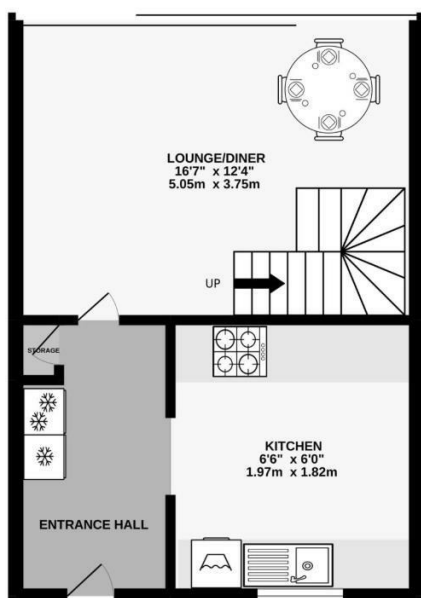 LOUNGE/DINER
16'7" x 12'4"
5.05m x 3.75m
UP
STORAGE
KITCHEN
6'6" x 6'0"
1.97m x 1.82m
ENTRANCE HALL